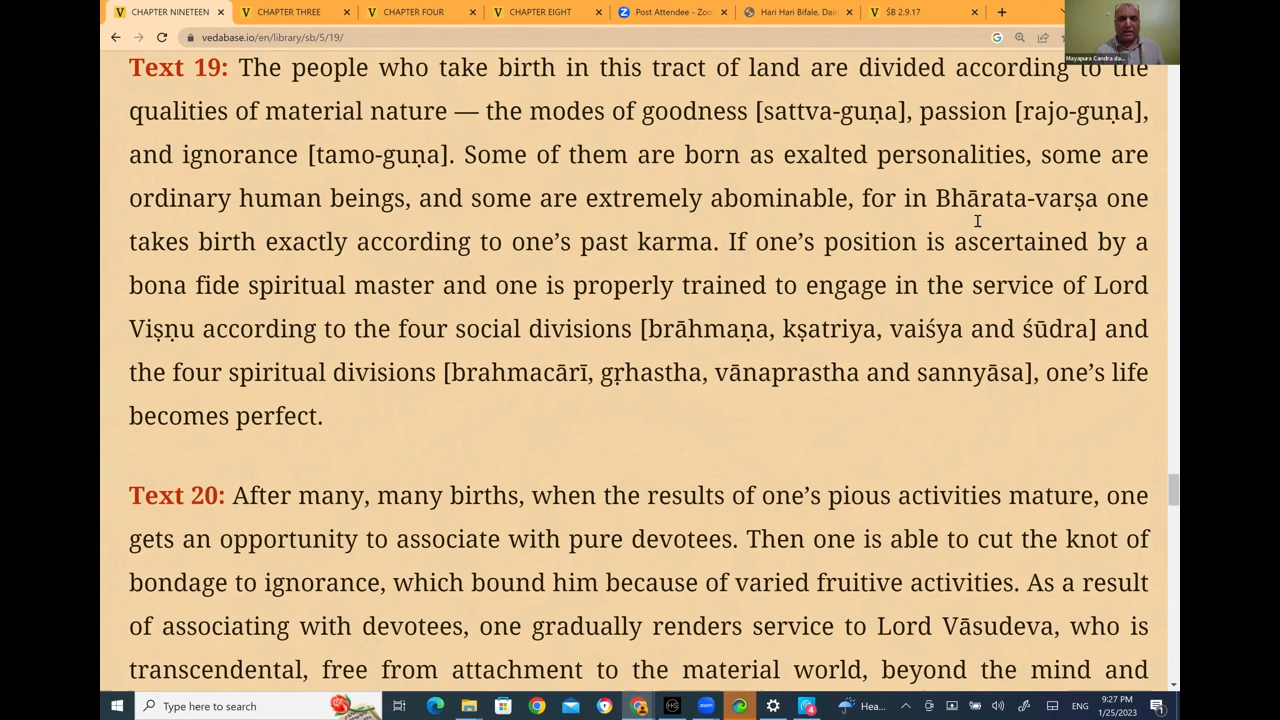 CHAPTER NINETEEN
CHAPTER THREE
CHAPTER FOUR
CHAPTER EIGHT
Post Attendee - Zoo
Hari Hari Bifale, Dain
ŚB 2.9.17
vedabase.io/en/library/sb/5/19/
Mayapura Candra da...
Text 19: The people who take birth in this tract of land are divided according to the
qualities of material nature — the modes of goodness [sattva-guṇa], passion [rajo-guṇa],
and ignorance [tamo-guṇa]. Some of them are born as exalted personalities, some are
ordinary human beings, and some are extremely abominable, for in Bhārata-varṣa one
takes birth exactly according to one’s past karma. If one’s position is ascertained by a
bona fide spiritual master and one is properly trained to engage in the service of Lord
Viṣṇu according to the four social divisions [brāhmaṇa, kṣatriya, vaiśya and śūdra] and
the four spiritual divisions [brahmacārī, gṛhastha, vānaprastha and sannyāsa], one’s life
becomes perfect.
Text 20: After many, many births, when the results of one’s pious activities mature, one
gets an opportunity to associate with pure devotees. Then one is able to cut the knot of
bondage to ignorance, which bound him because of varied fruitive activities. As a result
of associating with devotees, one gradually renders service to Lord Vāsudeva, who is
transcendental, free from attachment to the material world, beyond the mind and
Type here to search
zoom
4
Hea...
ENG
9:27 PM
1/25/2023
1